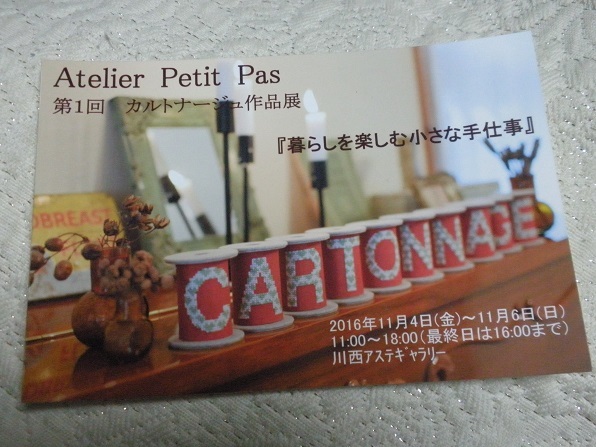 Atelier Petit Pas
第1回　カルトナージュ作品展
『暮らしを楽しむ小さな手仕事』
OBREAST
CARTONNAGE
2016年11月4日(金)～11月6日(日)
11:00～18:00(最終日は16:00まで)
川西アステギャラリー